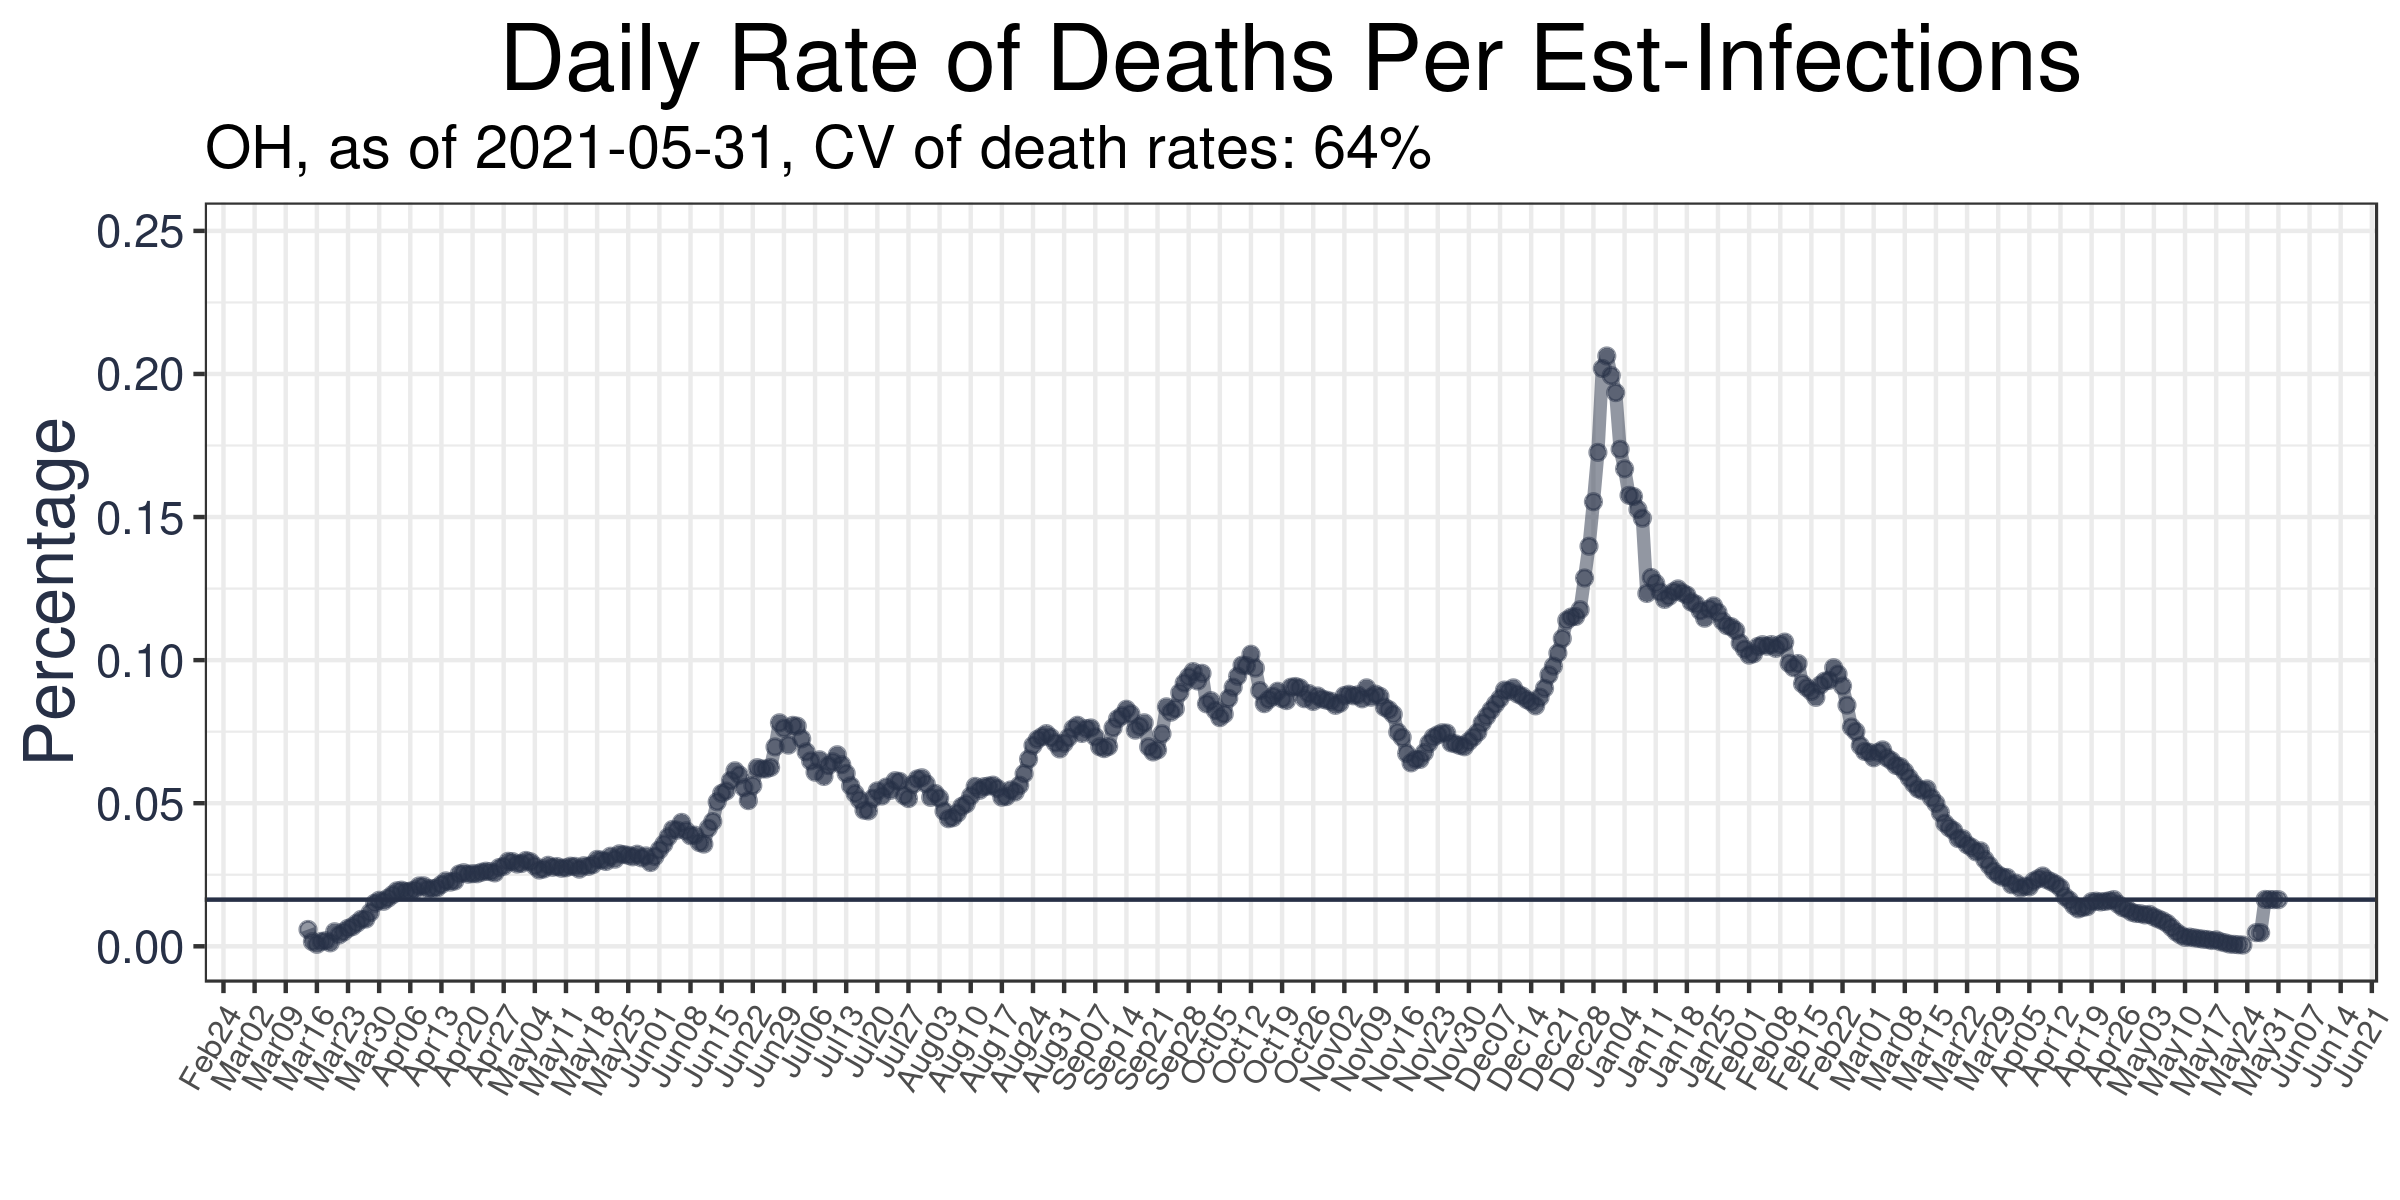 Daily Rate of Deaths Per Est-Infections
OH, as of 2021-05-31, CV of death rates: 64%
Percentage
0.25
0.20
0.15
0.10
0.05
0.00
Feb24
Mar02
Mar09
Mar16
Mar23
Mar30
Apr06
Apr13
Apr20
Apr27
May04
May11
May18
May25
Jun01
Jun08
Jun15
Jun22
Jun29
Jul06
Jul13
Jul20
Jul27
Aug03
Aug10
Aug17
Aug24
Aug31
Sep07
Sep14
Sep21
Sep28
Oct05
Oct12
Oct19
Oct26
Nov02
Nov09
Nov16
Nov23
Nov30
Dec07
Dec14
Dec21
Dec28
Jan04
Jan11
Jan18
Jan25
Feb01
Feb08
Feb15
Feb22
Mar01
Mar08
Mar15
Mar22
Mar29
Apr05
Apr12
Apr19
Apr26
May03
May10
May17
May24
May31
Jun07
Jun14
Jun21